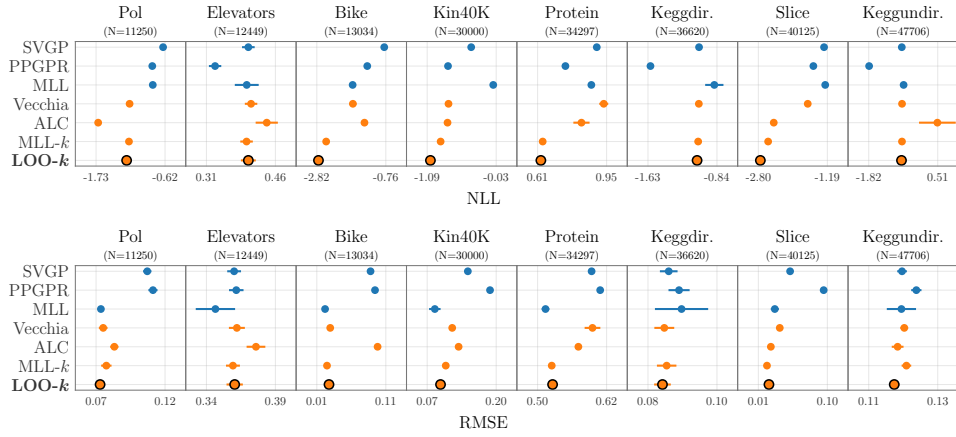 Pol Elevators Bike Kin40K Protein Keggdir. Slice Keggundir.
(N=11250) (N=12449) (N=13034) (N=30000) (N=34297) (N=36620) (N=40125) (N=47706)
SVGP
PPGPR
MLL
Vecchia
ALC
MLL-k
LOO-k
-1.73 -0.62 0.31 0.46 -2.82 -0.76 -1.09 -0.03 0.61 0.95 -1.63 -0.84 -2.80 -1.19 -1.82 0.51
NLL
Pol Elevators Bike Kin40K Protein Keggdir. Slice Keggundir.
(N=11250) (N=12449) (N=13034) (N=30000) (N=34297) (N=36620) (N=40125) (N=47706)
SVGP
PPGPR
MLL
Vecchia
ALC
MLL-k
LOO-k
0.07 0.12 0.34 0.39 0.01 0.11 0.07 0.20 0.50 0.62 0.08 0.10 0.01 0.10 0.11 0.13
RMSE